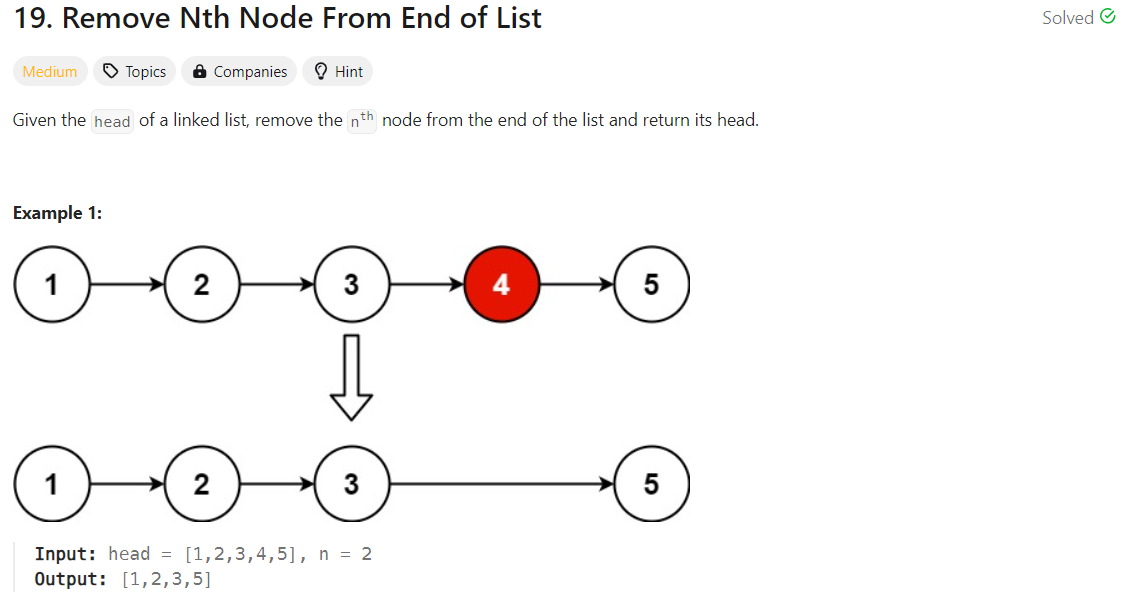 19. Remove Nth Node From End of List
Solved
Medium Topics Companies Hint
Given the head of a linked list, remove the nth node from the end of the list and return its head.
Example 1:
1 2 3 4 5
1 2 3 5
Input: head = [1,2,3,4,5], n = 2
Output: [1,2,3,5]